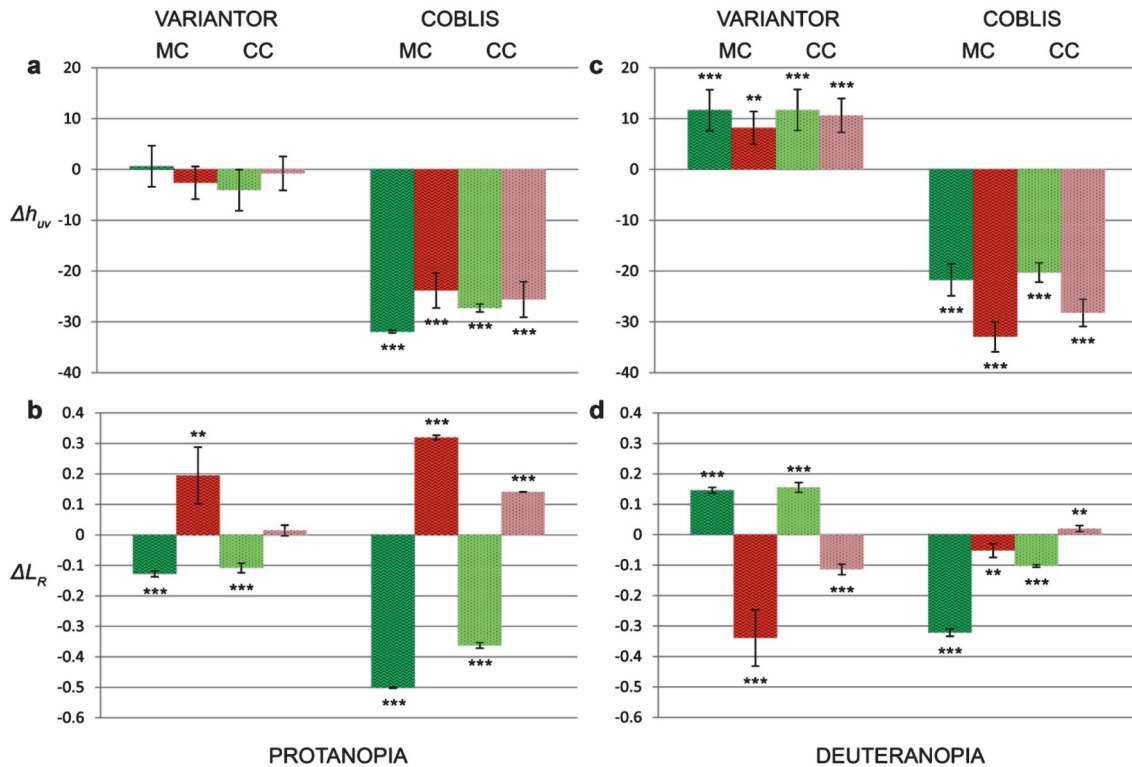 VARIANTOR COBLIS VARIANTOR COBLIS
MC CC MC CC MC CC MC CC
a c
20 20
*** ** *** ***
10 10
0 0
-10 -10
Δh_uv
-20 -20
*** *** *** *** *** *** *** ***
-30 -30
-40 -40
b d
0.4 0.4
*** 
0.3 0.3
** *** *** ***
0.2 0.2
**
0.1 0.1
0 0
ΔL_R
-0.1 -0.1
*** *** *** ** ***
-0.2 -0.2
-0.3 -0.3
***
-0.4 -0.4
*** ***
-0.5 -0.5
***
-0.6 -0.6
PROTANOPIA DEUTERANOPIA